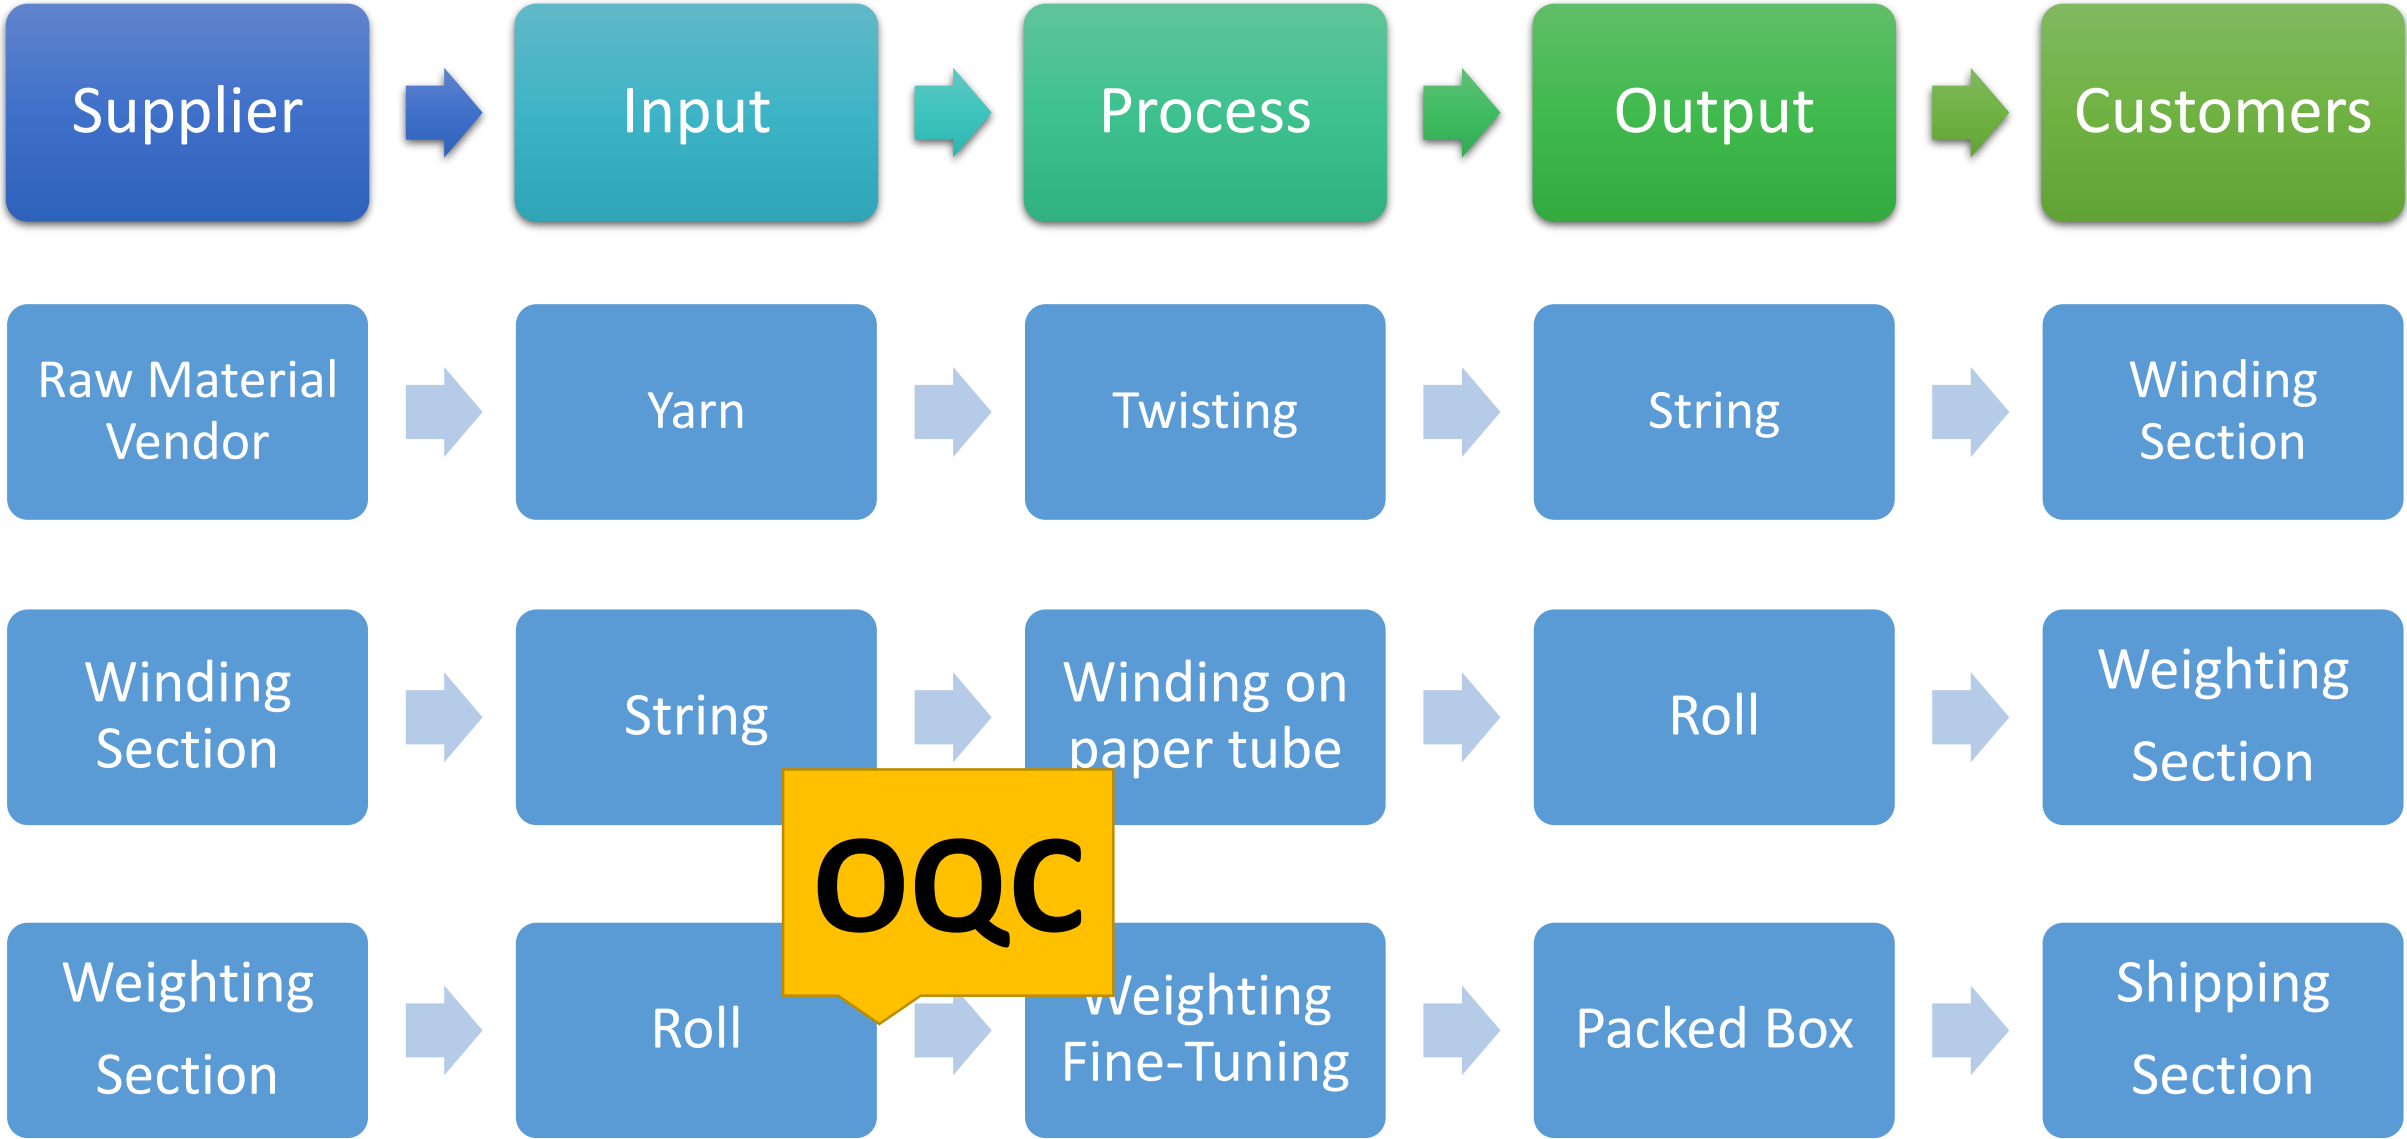 Supplier
Input
Process
Output
Customers
Raw Material
Vendor
Yarn
Twisting
String
Winding
Section
Winding
Section
String
Winding on
paper tube
Roll
Weighting
Section
OQC
Weighting
Section
Roll
Weighting
Fine-Tuning
Packed Box
Shipping
Section